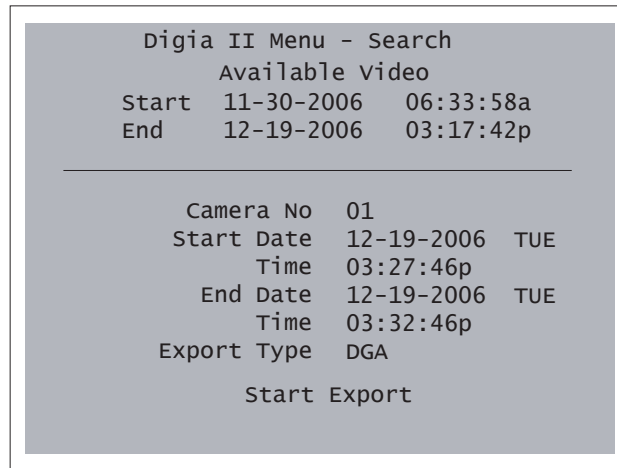 Digia II Menu – Search
Available Video
Start 11-30-2006 06:33:58a
End 12-19-2006 03:17:42p
Camera No 01
Start Date 12-19-2006 TUE
Time 03:27:46p
End Date 12-19-2006 TUE
Time 03:32:46p
Export Type DGA
Start Export